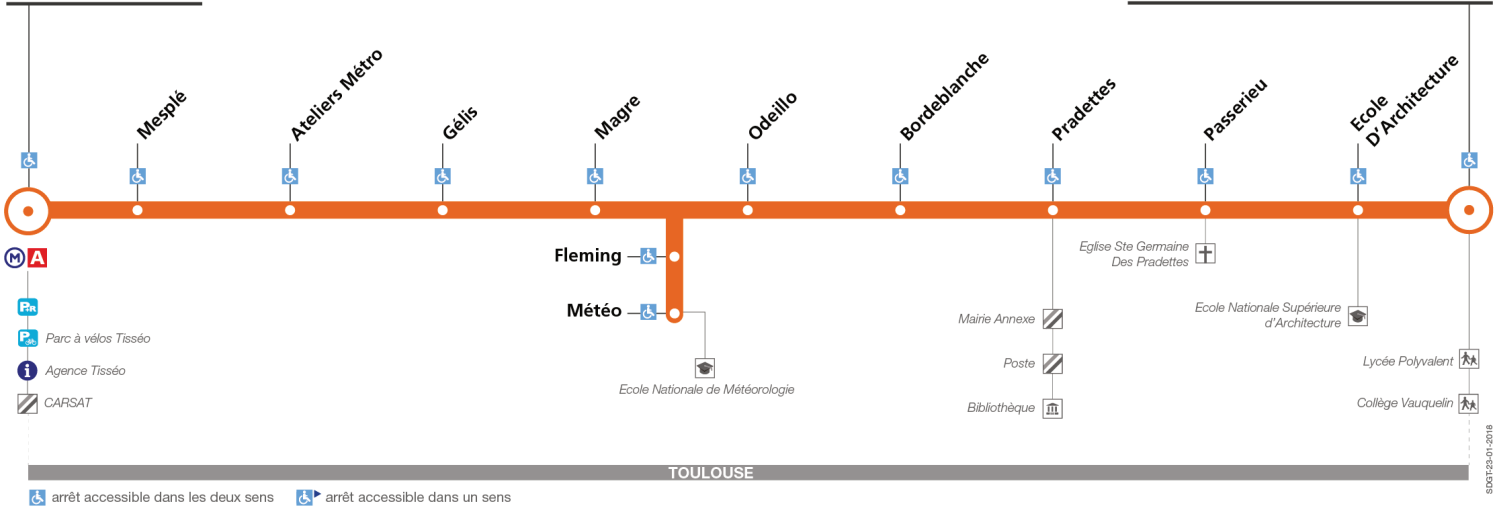 Mesplé
Ateliers Métro
Gélis
Magre
Odeillo
Bordeblanche
Pradettes
Passerieu
Ecole
D'Architecture
M A
Fleming
Météo
Eglise Ste Germaine
Des Pradettes
P+R
Parc à vélos Tisséo
P
i
Agence Tisséo
CARSAT
Ecole Nationale de Météorologie
Mairie Annexe
Poste
Bibliothèque
Ecole Nationale Supérieure
d'Architecture
Lycée Polyvalent
Collège Vauquelin
TOULOUSE
arrêt accessible dans les deux sens
arrêt accessible dans un sens
SDGT-23-01-2018